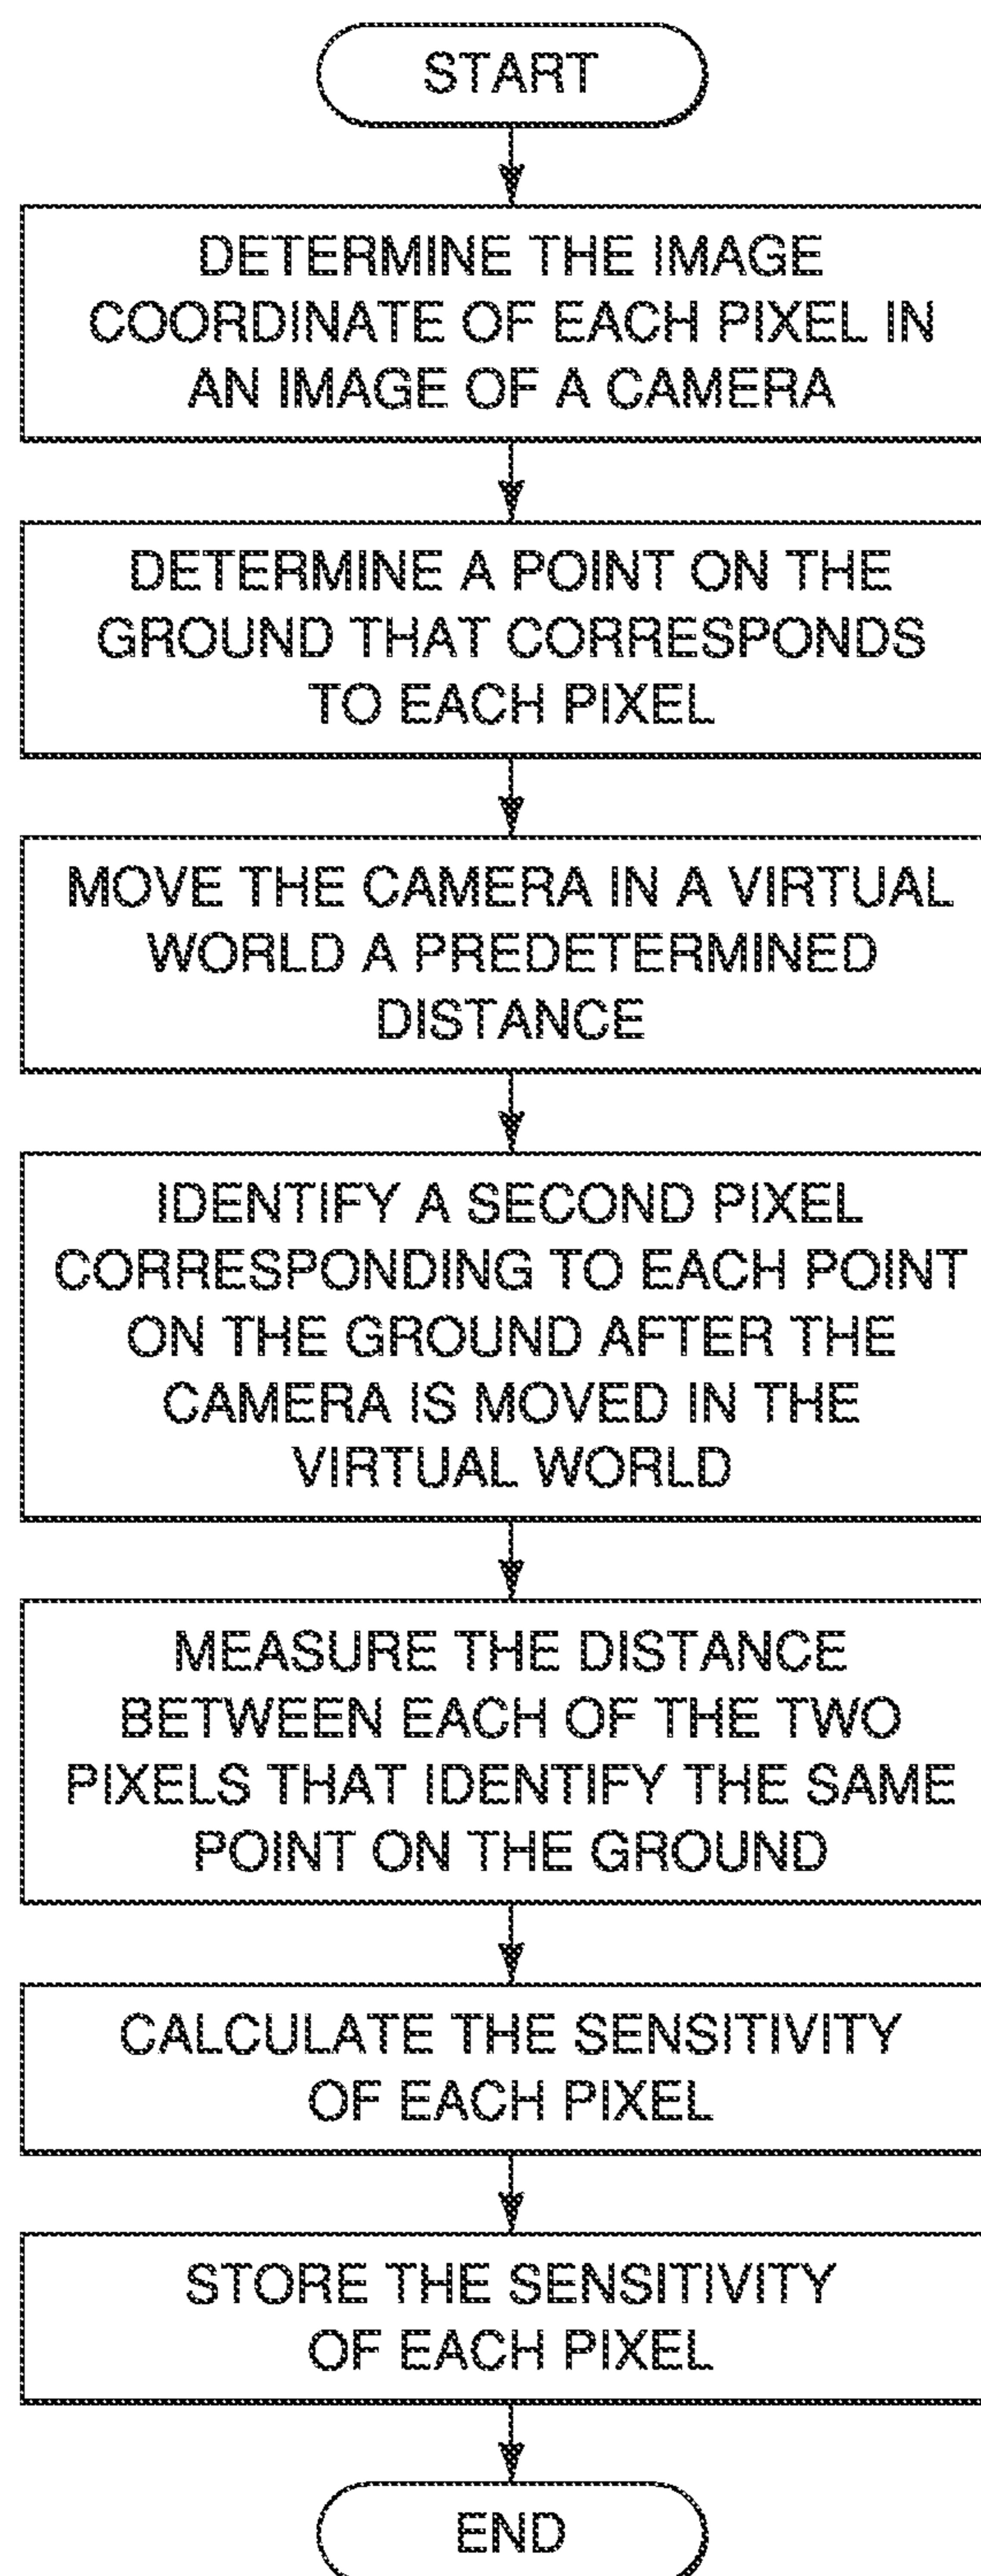 START
DETERMINE THE IMAGE
COORDINATE OF EACH PIXEL IN
AN IMAGE OF A CAMERA
DETERMINE A POINT ON THE
GROUND THAT CORRESPONDS
TO EACH PIXEL
MOVE THE CAMERA IN A VIRTUAL
WORLD A PREDETERMINED
DISTANCE
IDENTIFY A SECOND PIXEL
CORRESPONDING TO EACH POINT
ON THE GROUND AFTER THE
CAMERA IS MOVED IN THE
VIRTUAL WORLD
MEASURE THE DISTANCE
BETWEEN EACH OF THE TWO
PIXELS THAT IDENTIFY THE SAME
POINT ON THE GROUND
CALCULATE THE SENSITIVITY
OF EACH PIXEL
STORE THE SENSITIVITY
OF EACH PIXEL
END